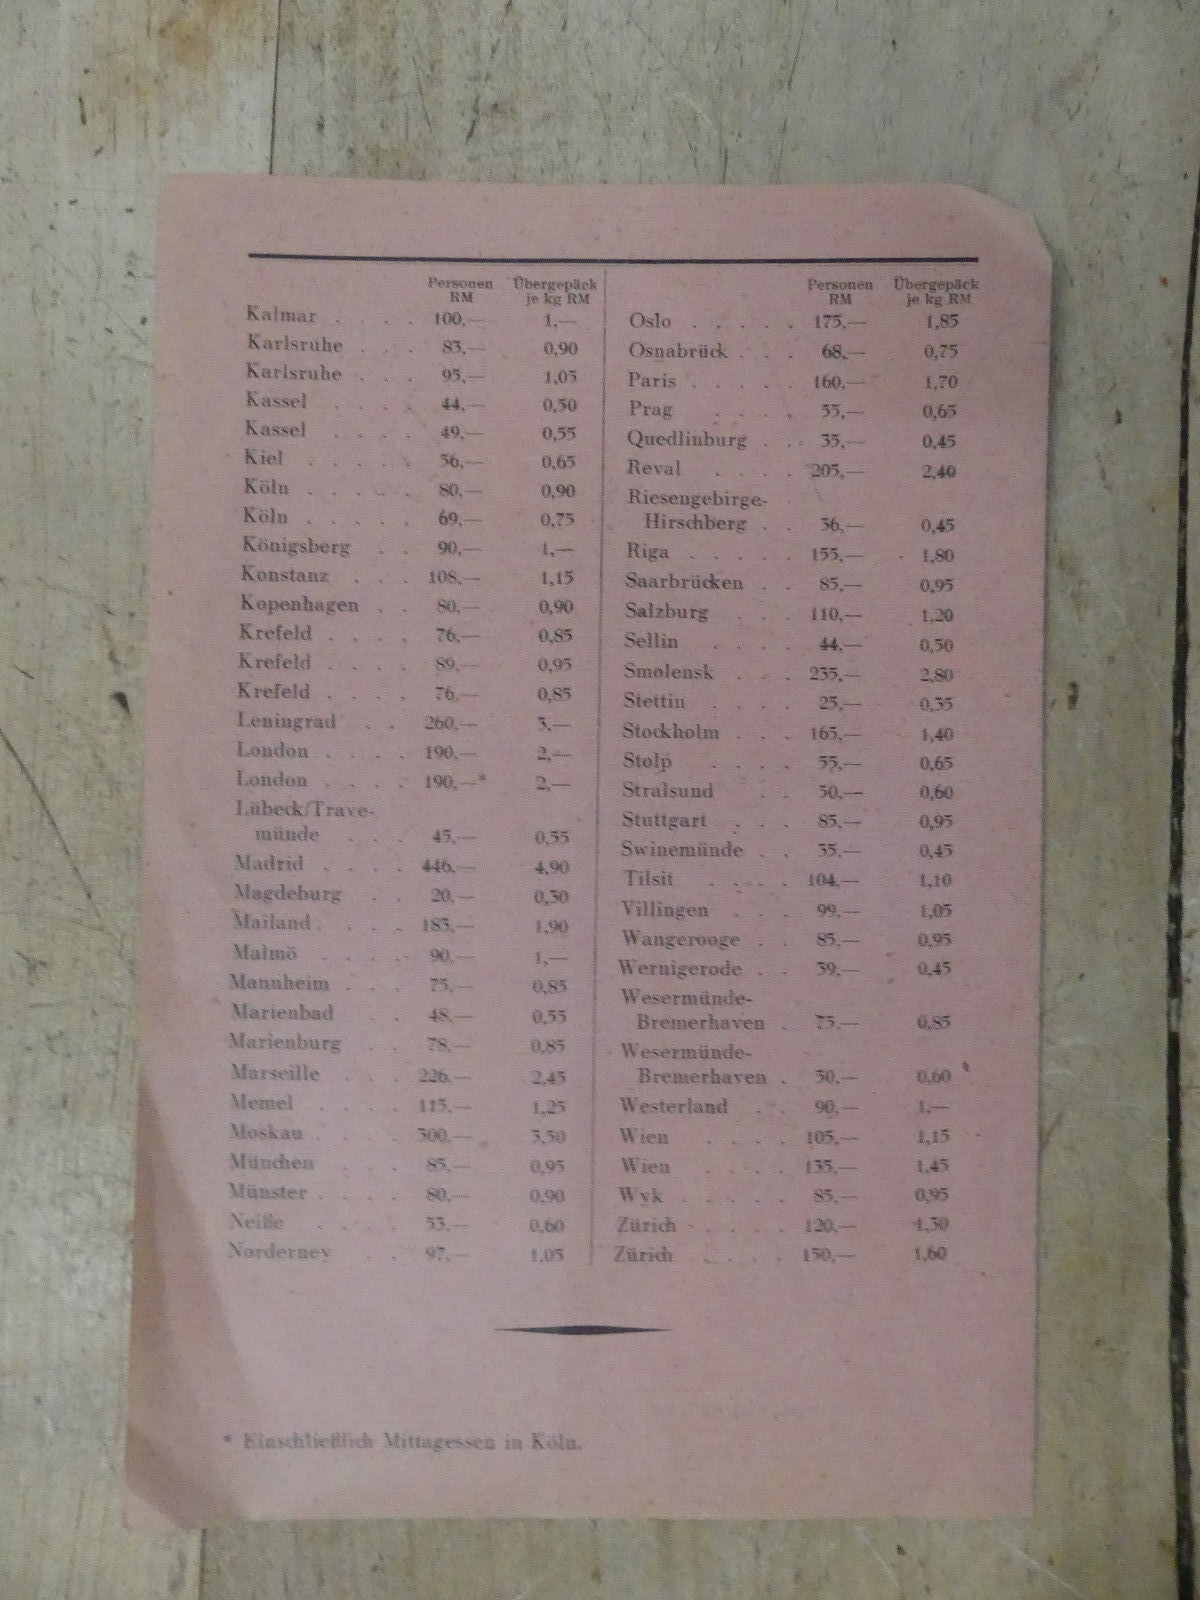 Personen RM Übergepäck je kg RM
Kalmar . . . . 100,— 1,—
Karlsruhe . . . 83,— 0,90
Karlsruhe . . . 95,— 1,05
Kassel . . . . 44,— 0,50
Kassel . . . . 49,— 0,55
Kiel . . . . . 56,— 0,65
Köln . . . . . 80,— 0,90
Köln . . . . . 69,— 0,75
Königsberg . . 90,— 1,—
Konstanz . . . 108,— 1,15
Kopenhagen . . 80,— 0,90
Krefeld . . . . 76,— 0,85
Krefeld . . . . 89,— 0,95
Krefeld . . . . 76,— 0,85
Leningrad . . 260,— 3,—
London . . . . 190,— 2,—
London . . . . 190,—* 2,—
Lübeck/Trave-
münde . . . 45,— 0,55
Madrid . . . . 446,— 4,90
Magdeburg . . 20,— 0,30
Mailand . . . . 185,— 1,90
Malmö . . . . 90,— 1,—
Mannheim . . . 75,— 0,85
Marienbad . . 48,— 0,55
Marienburg . . 78,— 0,85
Marseille . . . 226,— 2,45
Memel . . . . 115,— 1,25
Moskau . . . . 300,— 3,50
München . . . 85,— 0,95
Münster . . . . 80,— 0,90
Neiße . . . . 53,— 0,60
Norderney . . 97,— 1,05
Personen RM Übergepäck je kg RM
Oslo . . . . . 175,— 1,85
Osnabrück . . . 68,— 0,75
Paris . . . . . 160,— 1,70
Prag . . . . 55,— 0,65
Quedlinburg . . 35,— 0,45
Reval . . . . 205,— 2,40
Riesengebirge-
Hirschberg . . 36,— 0,45
Riga . . . . . 155,— 1,80
Saarbrücken . . 85,— 0,95
Salzburg . . . 110,— 1,20
Sellin . . . . 44,— 0,50
Smolensk . . . 235,— 2,80
Stettin . . . . 25,— 0,35
Stockholm . . . 165,— 1,40
Stolp . . . . 55,— 0,65
Stralsund . . 50,— 0,60
Stuttgart . . . 85,— 0,95
Swinemünde . . 35,— 0,45
Tilsit . . . . 104,— 1,10
Villingen . . . 99,— 1,05
Wangerooge . . 85,— 0,95
Wernigerode . . 39,— 0,45
Wesermünde-
Bremerhaven . 75,— 0,85
Wesermünde-
Bremerhaven . 50,— 0,60
Westerland . . 90,— 1,—
Wien . . . . 105,— 1,15
Wien . . . . 135,— 1,45
Wyk . . . . . 85,— 0,95
Zürich . . . . 120,— 1,30
Zürich . . . . 150,— 1,60
* Einschließlich Mittagessen in Köln.